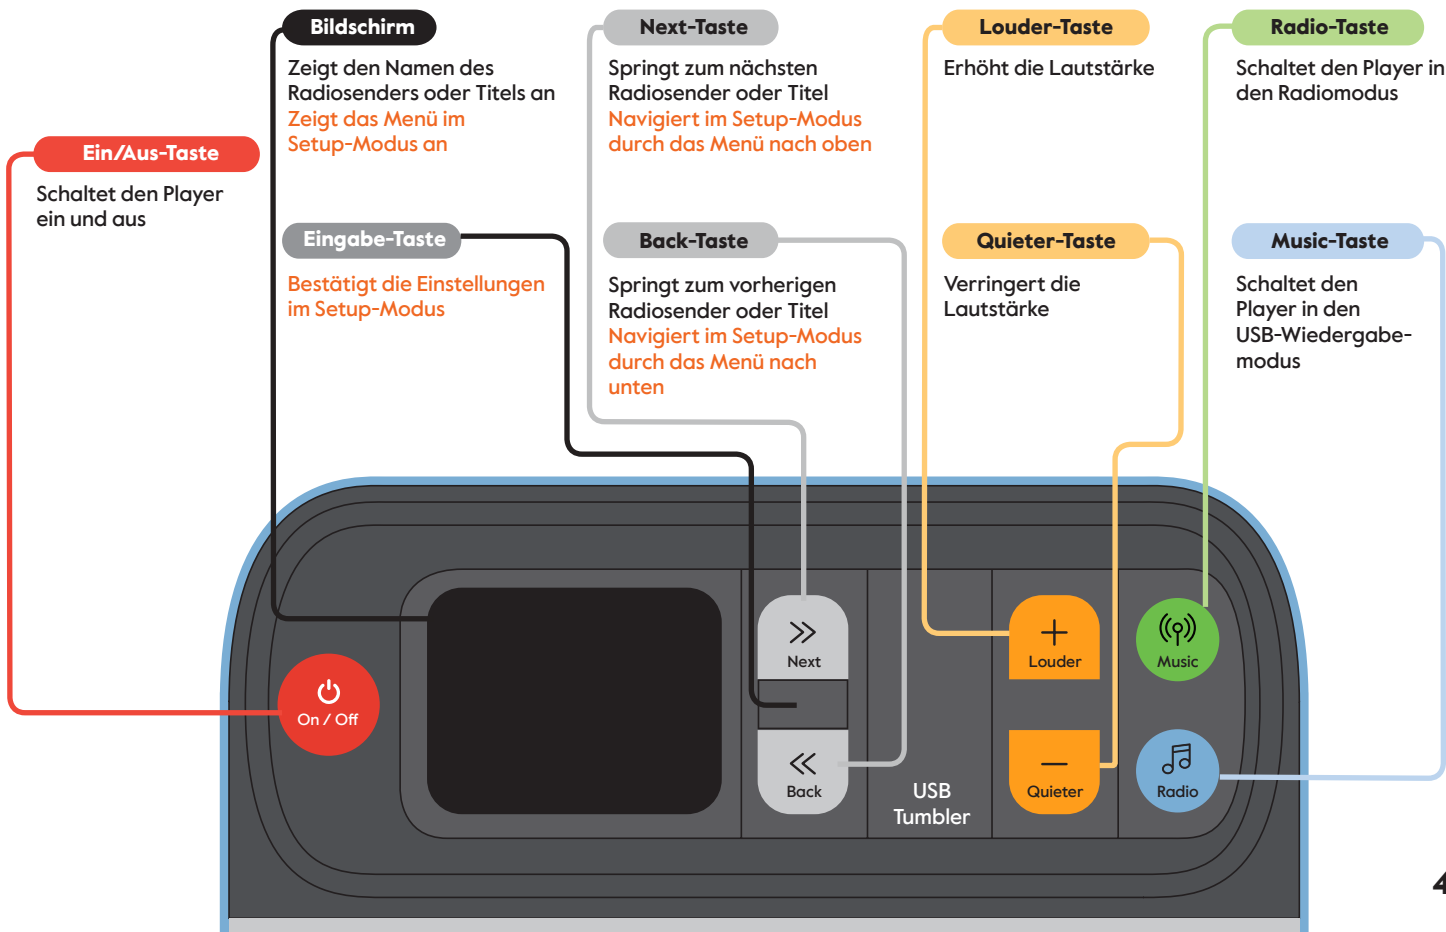 Bildschirm
Zeigt den Namen des
Radiosenders oder Titels an
Zeigt das Menü im
Setup-Modus an
Next-Taste
Springt zum nächsten
Radiosender oder Titel
Navigiert im Setup-Modus
durch das Menü nach oben
Louder-Taste
Erhöht die Lautstärke
Radio-Taste
Schaltet den Player in
den Radiomodus
Ein/Aus-Taste
Schaltet den Player
ein und aus
Eingabe-Taste
Bestätigt die Einstellungen
im Setup-Modus
Back-Taste
Springt zum vorherigen
Radiosender oder Titel
Navigiert im Setup-Modus
durch das Menü nach
unten
Quieter-Taste
Verringert die
Lautstärke
Music-Taste
Schaltet den
Player in den
USB-Wiedergabe-
modus
On / Off
Next
Back
USB
Tumbler
Louder
Quieter
Music
Radio
4